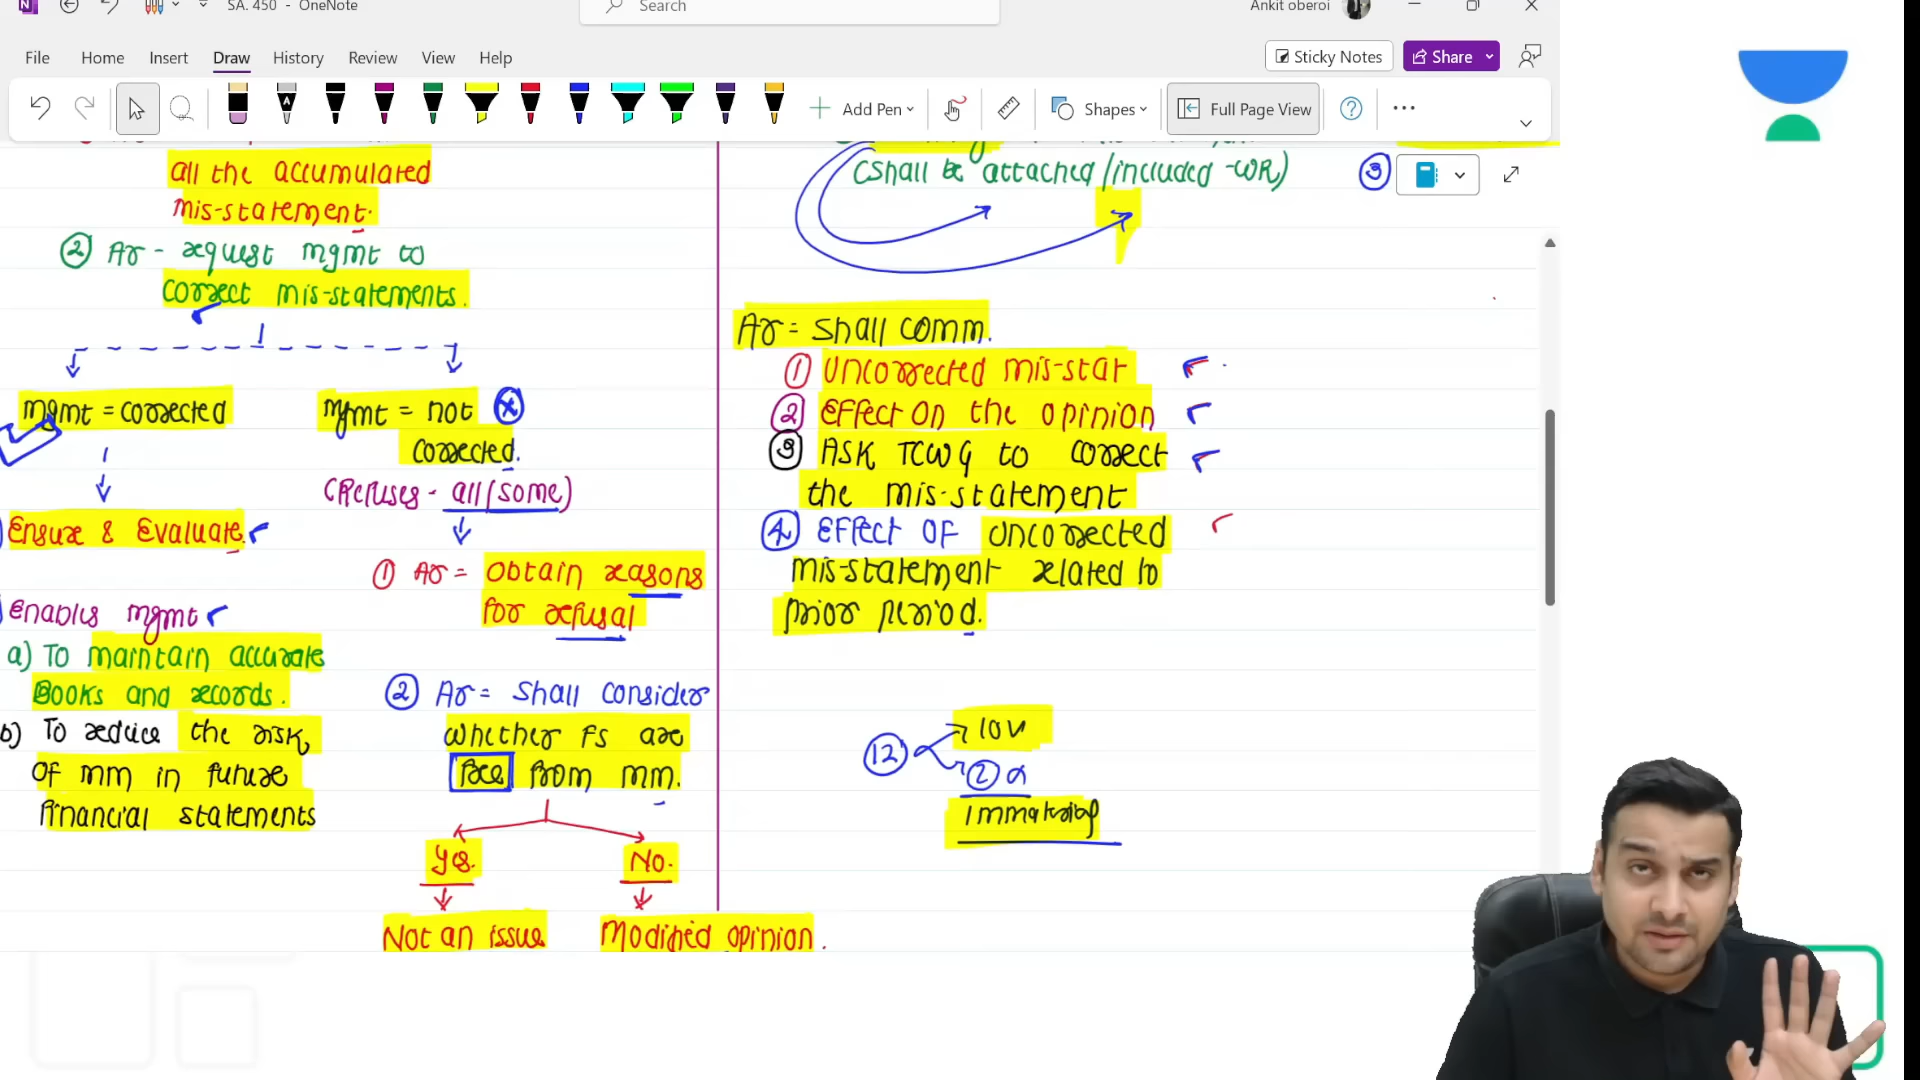 SA. 450 - OneNote
Search
Ankit oberoi
File Home Insert Draw History Review View Help
Sticky Notes
Share
Add Pen
Shapes
Full Page View
all the accumulated
mis-statement.
② Ar - request mgmt to
correct mis-statements.
mgmt = corrected
mgmt = not
corrected.
(Refuses - all/some)
Ensure & Evaluate.
① Ar = obtain reasons
for refusal
Enables mgmt
a) To maintain accurate
Books and records.
② Ar = shall consider
whether FS are
free from mm.
b) To reduce the risk
of mm in future
financial statements
Yes.
No.
Not an issue
Modified opinion.
(shall be attached/included -WR)
③
Ar = shall comm.
① Uncorrected mis-stat
② Effect on the opinion
③ ASK TCWG to correct
the mis-statement
④ Effect of uncorrected
mis-statement related to
prior period.
12
10
2
Immaterial